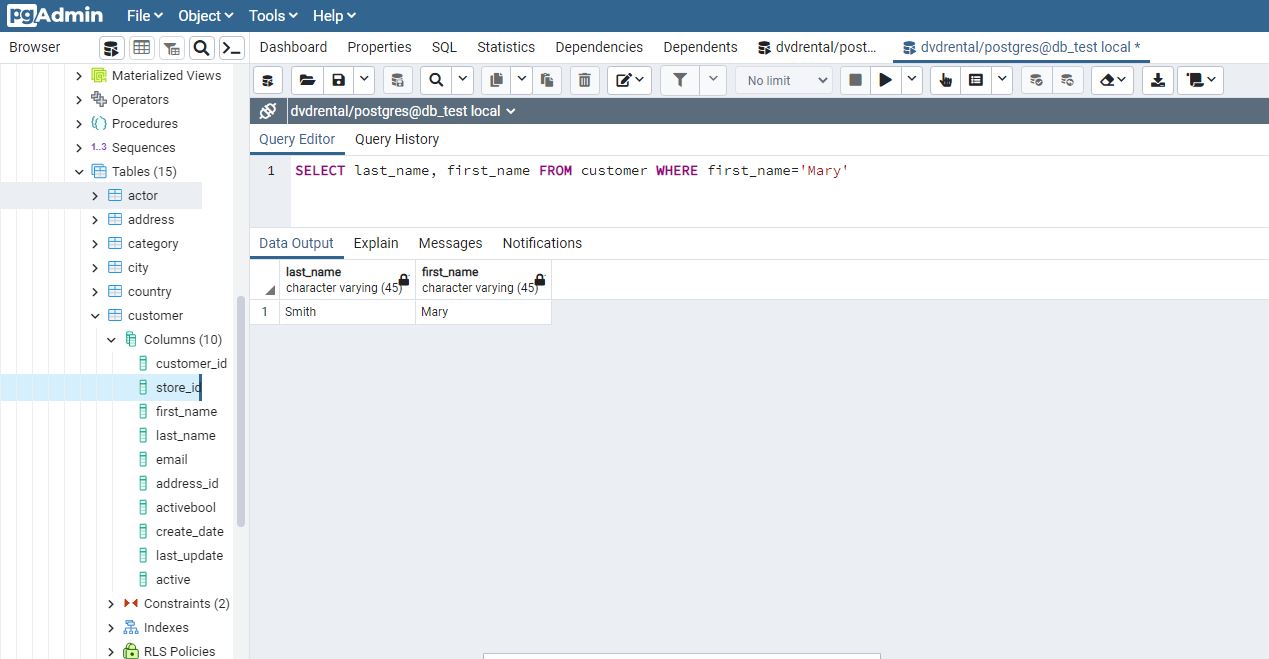 pgAdmin File Object Tools Help
Browser
Dashboard Properties SQL Statistics Dependencies Dependents dvdrental/post... dvdrental/postgres@db_test local *
No limit
dvdrental/postgres@db_test local
Query Editor Query History
1 SELECT last_name, first_name FROM customer WHERE first_name='Mary'
Data Output Explain Messages Notifications
last_name first_name
character varying (45) character varying (45)
1 Smith Mary
Materialized Views
Operators
Procedures
1..3 Sequences
Tables (15)
actor
address
category
city
country
customer
Columns (10)
customer_id
store_id
first_name
last_name
email
address_id
activebool
create_date
last_update
active
Constraints (2)
Indexes
RLS Policies